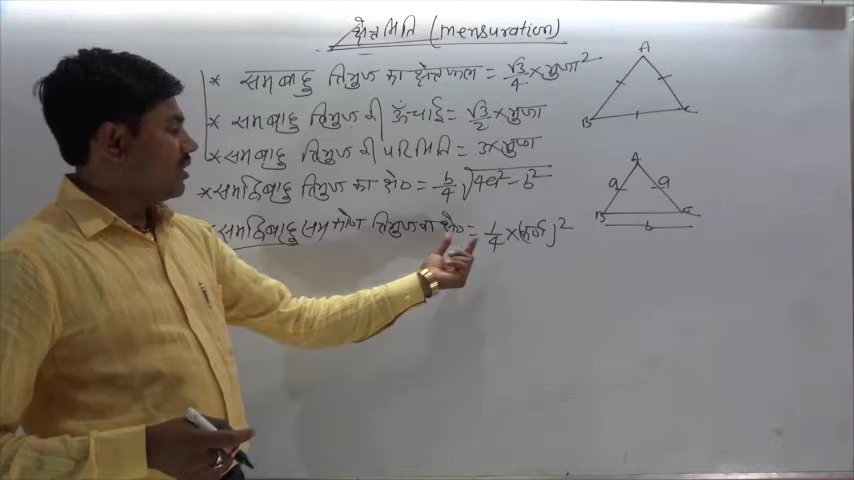 क्षेत्रमिति (mensuration)
* समबाहु त्रिभुज का क्षेत्रफल = √3/4 × भुजा²
* समबाहु त्रिभुज की ऊँचाई = √3/2 × भुजा
* समबाहु त्रिभुज की परिमिति = 3×भुजा
* समद्विबाहु त्रिभुज का क्षे० = b/4 √4a² - b²
समद्विबाहु समकोण त्रिभुज का क्षे० = 1/4 × (कर्ण)²
A
B C
A
a a
B C
b